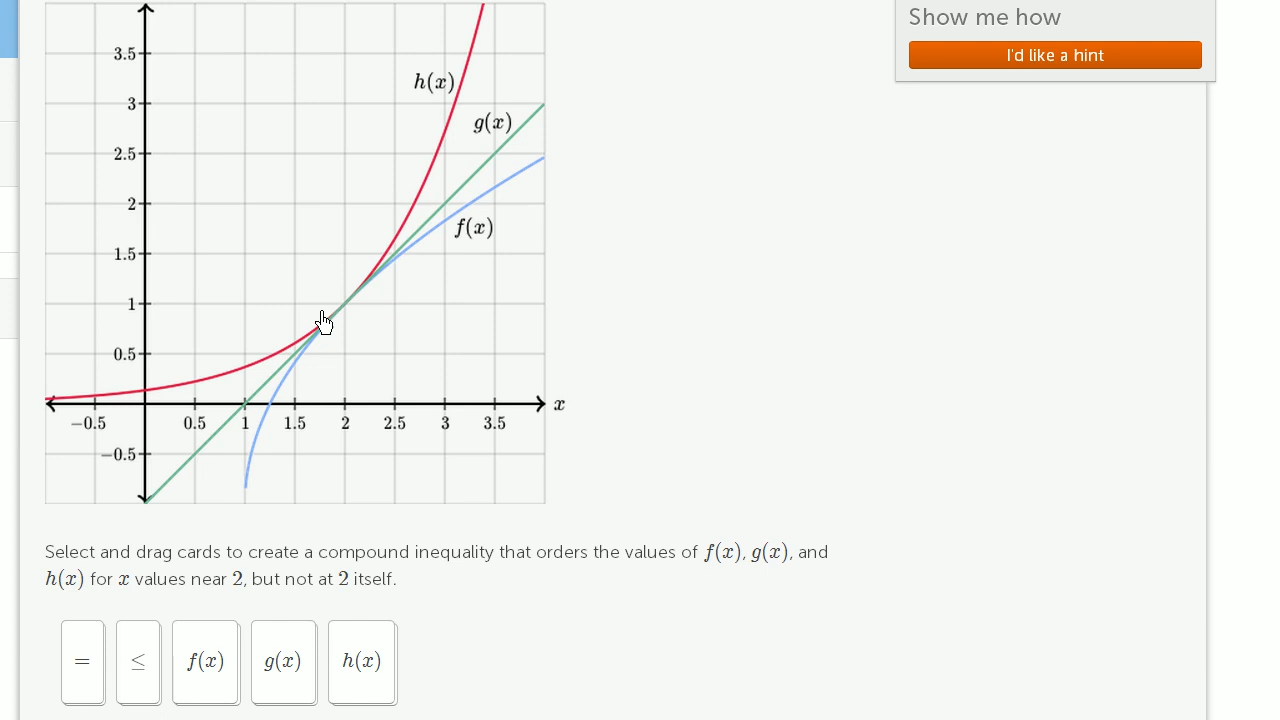 Show me how
I'd like a hint
3.5
h(x)
3
g(x)
2.5
2
f(x)
1.5
1
0.5
x
−0.5 0.5 1 1.5 2 2.5 3 3.5
−0.5
Select and drag cards to create a compound inequality that orders the values of f(x), g(x), and
h(x) for x values near 2, but not at 2 itself.
= ≤ f(x) g(x) h(x)